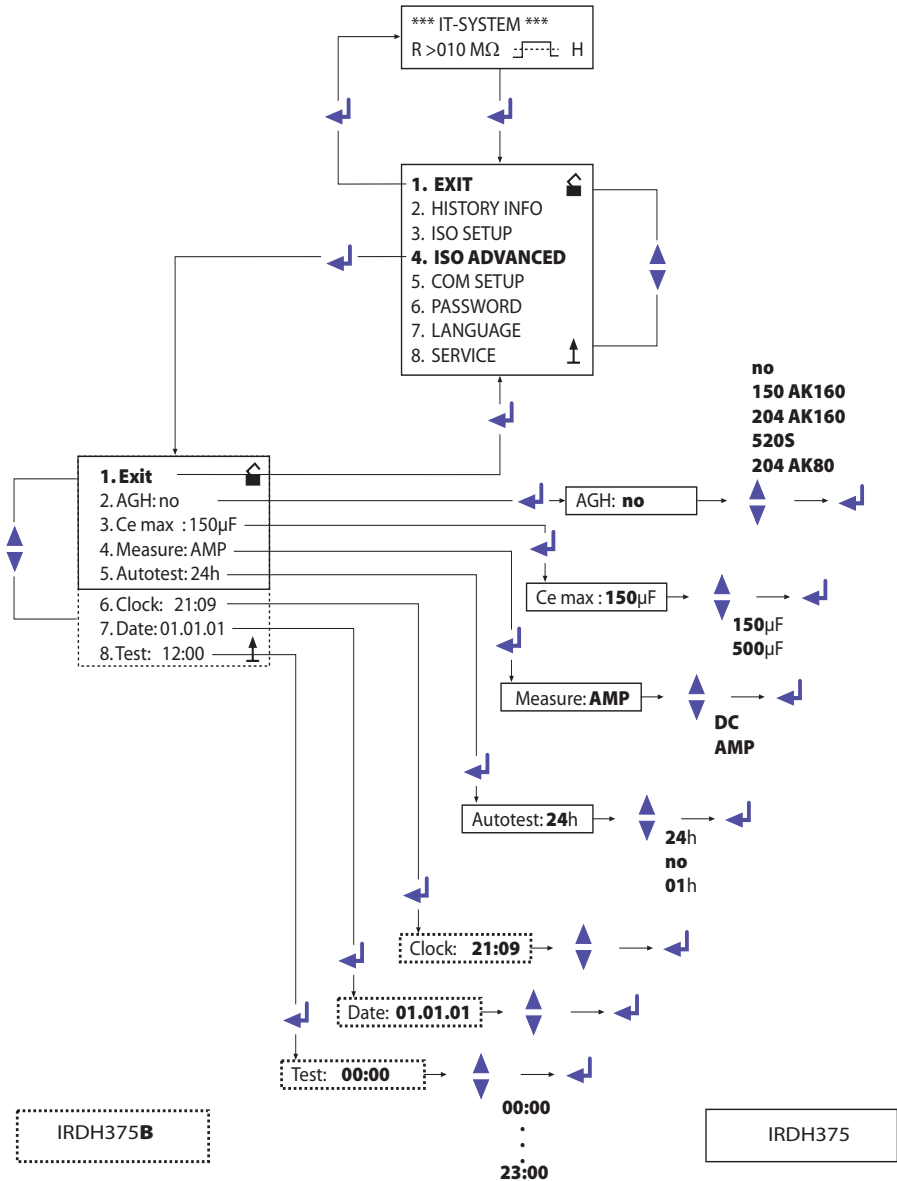 *** IT-SYSTEM ***
R >010 MΩ H
1. EXIT
2. HISTORY INFO
3. ISO SETUP
4. ISO ADVANCED
5. COM SETUP
6. PASSWORD
7. LANGUAGE
8. SERVICE
1. Exit
2. AGH: no
3. Ce max : 150µF
4. Measure: AMP
5. Autotest: 24h
6. Clock: 21:09
7. Date: 01.01.01
8. Test: 12:00
no
150 AK160
204 AK160
520S
204 AK80
AGH: no
Ce max : 150µF
150µF
500µF
Measure: AMP
DC
AMP
Autotest: 24h
24h
no
01h
Clock: 21:09
Date: 01.01.01
Test: 00:00
00:00
.
.
.
23:00
IRDH375B
IRDH375